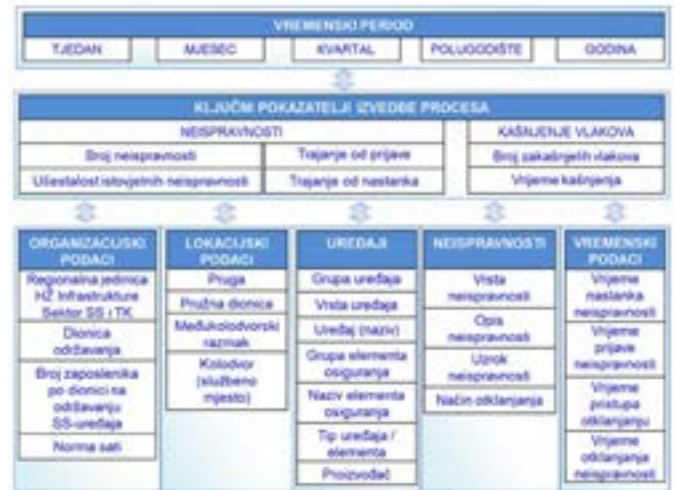 VREMENSKI PERIOD
TJEDAN MJESEC KVARTAL POLUGODIŠTE GODINA
KLJUČNI POKAZATELJI IZVEDBE PROCESA
NEISPRAVNOSTI KAŠNJENJE VLAKOVA
Broj neispravnosti Trajanje od prijave Broj zakašnjelih vlakova
Učestalost istovjetnih neispravnosti Trajanje od nastanka Vrijeme kašnjenja
ORGANIZACIJSKI
PODACI
Regionalna jedinica
HŽ Infrastrukture
Sektor SS i TK
Dionica
održavanja
Broj zaposlenika
po dionici na
održavanju
SS-uređaja
Norma sati
LOKACIJSKI
PODACI
Pruga
Pružna dionica
Međukolodvorski
razmak
Kolodvor
(službeno
mjesto)
UREĐAJI
Grupa uređaja
Vrsta uređaja
Uređaj (naziv)
Grupa elementa
osiguranja
Naziv elementa
osiguranja
Tip uređaja /
elementa
Proizvođač
NEISPRAVNOSTI
Vrsta
neispravnosti
Opis
neispravnosti
Uzrok
neispravnosti
Način otklanjanja
VREMENSKI
PODACI
Vrijeme
nastanka
neispravnosti
Vrijeme
prijave
neispravnosti
Vrijeme
pristupa
otklanjanju
Vrijeme
otklanjanja
neispravnosti